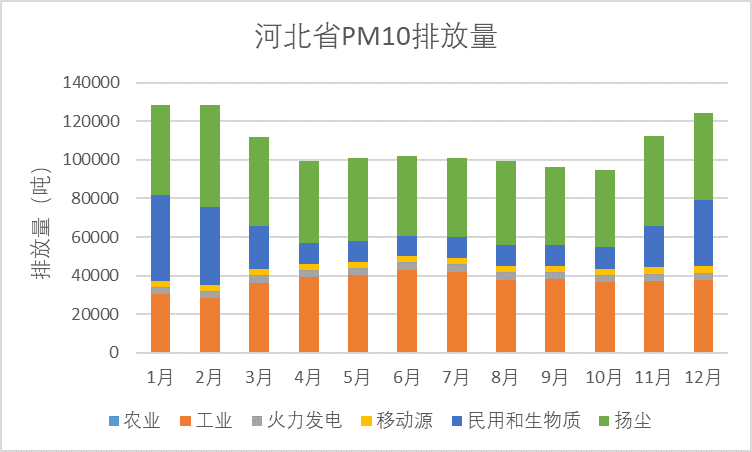 河北省PM10排放量
排放量（吨）
140000
120000
100000
80000
60000
40000
20000
0
1月 2月 3月 4月 5月 6月 7月 8月 9月 10月 11月 12月
农业 工业 火力发电 移动源 民用和生物质 扬尘